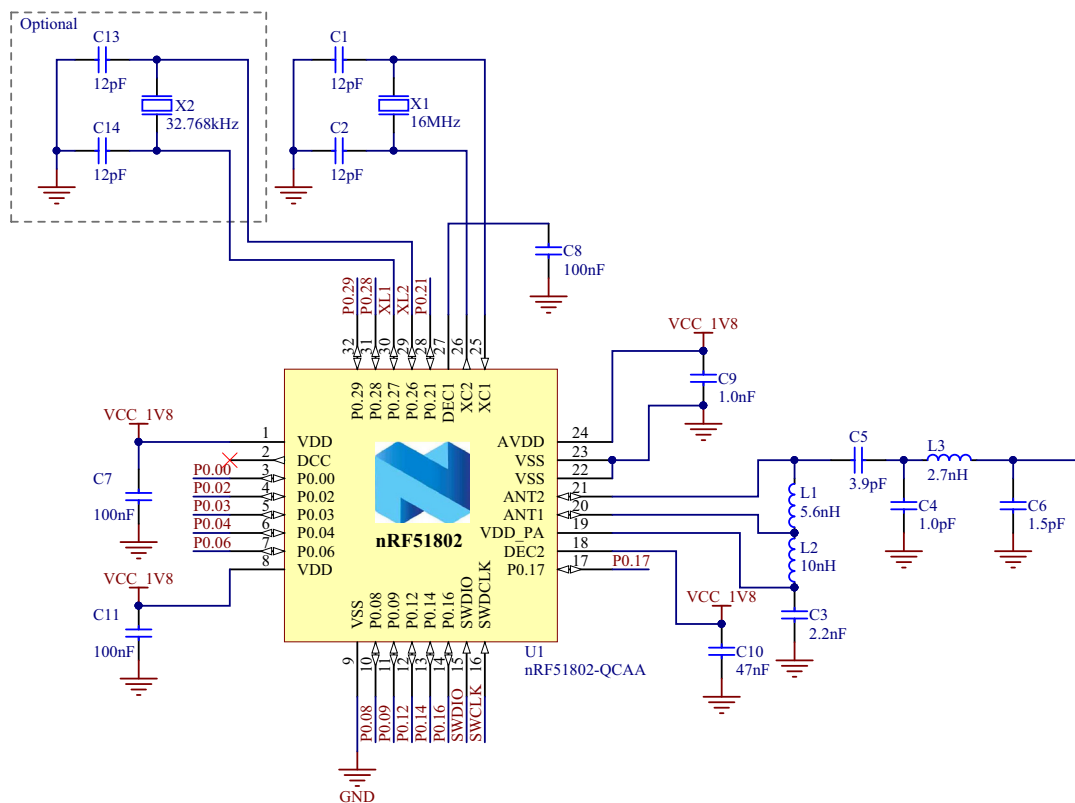 Optional
C13
12pF
X2
32.768kHz
C14
12pF
C1
12pF
X1
16MHz
C2
12pF
C8
100nF
P0.29
P0.28
XL1
XL2
P0.21
32
31
30
29
28
27
26
25
P0.29
P0.28
P0.27
P0.26
P0.21
DEC1
XC2
XC1
VCC_1V8
C9
1.0nF
VCC_1V8
C7
100nF
1
VDD
2
DCC
P0.00
3
P0.00
P0.02
4
P0.02
P0.03
5
P0.03
P0.04
6
P0.04
P0.06
7
P0.06
8
VDD
VCC_1V8
C11
100nF
nRF51802
AVDD
24
VSS
23
VSS
22
ANT2
21
ANT1
20
VDD_PA
19
DEC2
18
P0.17
17
P0.17
C5
3.9pF
L3
2.7nH
L1
5.6nH
C4
1.0pF
C6
1.5pF
L2
10nH
C3
2.2nF
VCC_1V8
C10
47nF
VSS
P0.08
P0.09
P0.12
P0.14
P0.16
SWDIO
SWDCLK
9
10
11
12
13
14
15
16
P0.08
P0.09
P0.12
P0.14
P0.16
SWDIO
SWCLK
U1
nRF51802-QCAA
GND